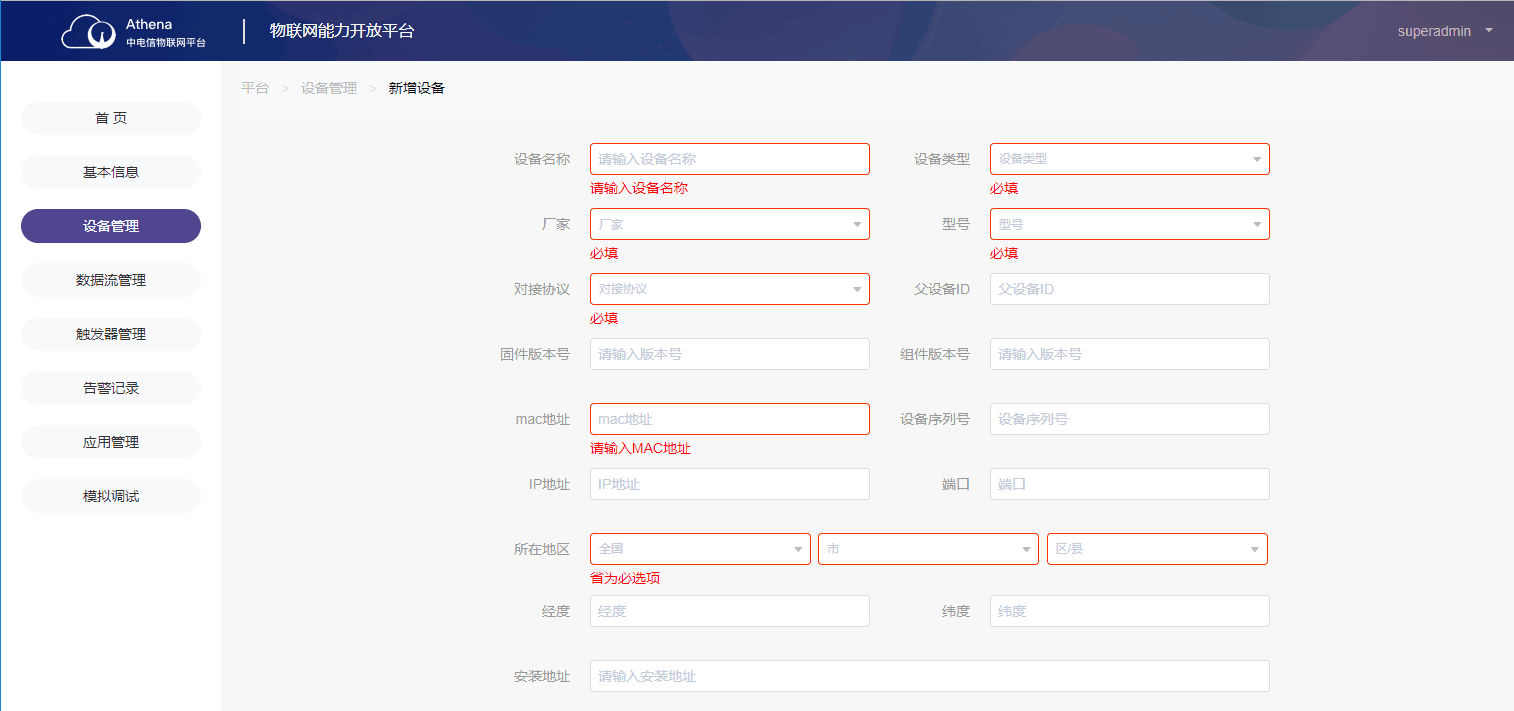 Athena
中电信物联网平台
物联网能力开放平台
superadmin
平台 > 设备管理 > 新增设备
首 页
基本信息
设备管理
数据流管理
触发器管理
告警记录
应用管理
模拟调试
设备名称 请输入设备名称 设备类型 设备类型
请输入设备名称 必填
厂家 厂家 型号 型号
必填 必填
对接协议 对接协议 父设备ID 父设备ID
必填
固件版本号 请输入版本号 组件版本号 请输入版本号
mac地址 mac地址 设备序列号 设备序列号
请输入MAC地址
IP地址 IP地址 端口 端口
所在地区 全国 市 区/县
省为必选项
经度 经度 纬度 纬度
安装地址 请输入安装地址